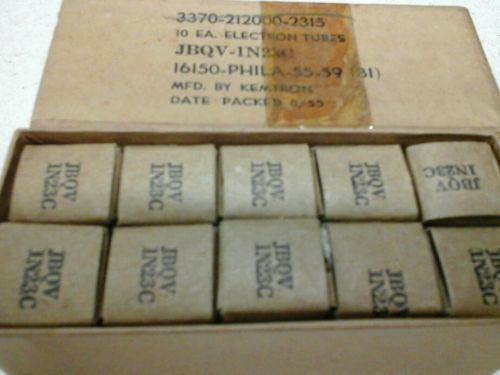 3370-212000-2315
10 EA. ELECTRON TUBES
JBQV-1N23C
16150-PHILA-55-59 (31)
MFD. BY KEMTRON
DATE PACKED 6/55
JBQV
1N23C
JBQV
1N23C
JBQV
1N23C
JBQV
1N23C
JBQV
1N23C
JBQV
1N23C
JBQV
1N23C
JBQV
1N23C
JBQV
1N23C
JBQV
1N23C